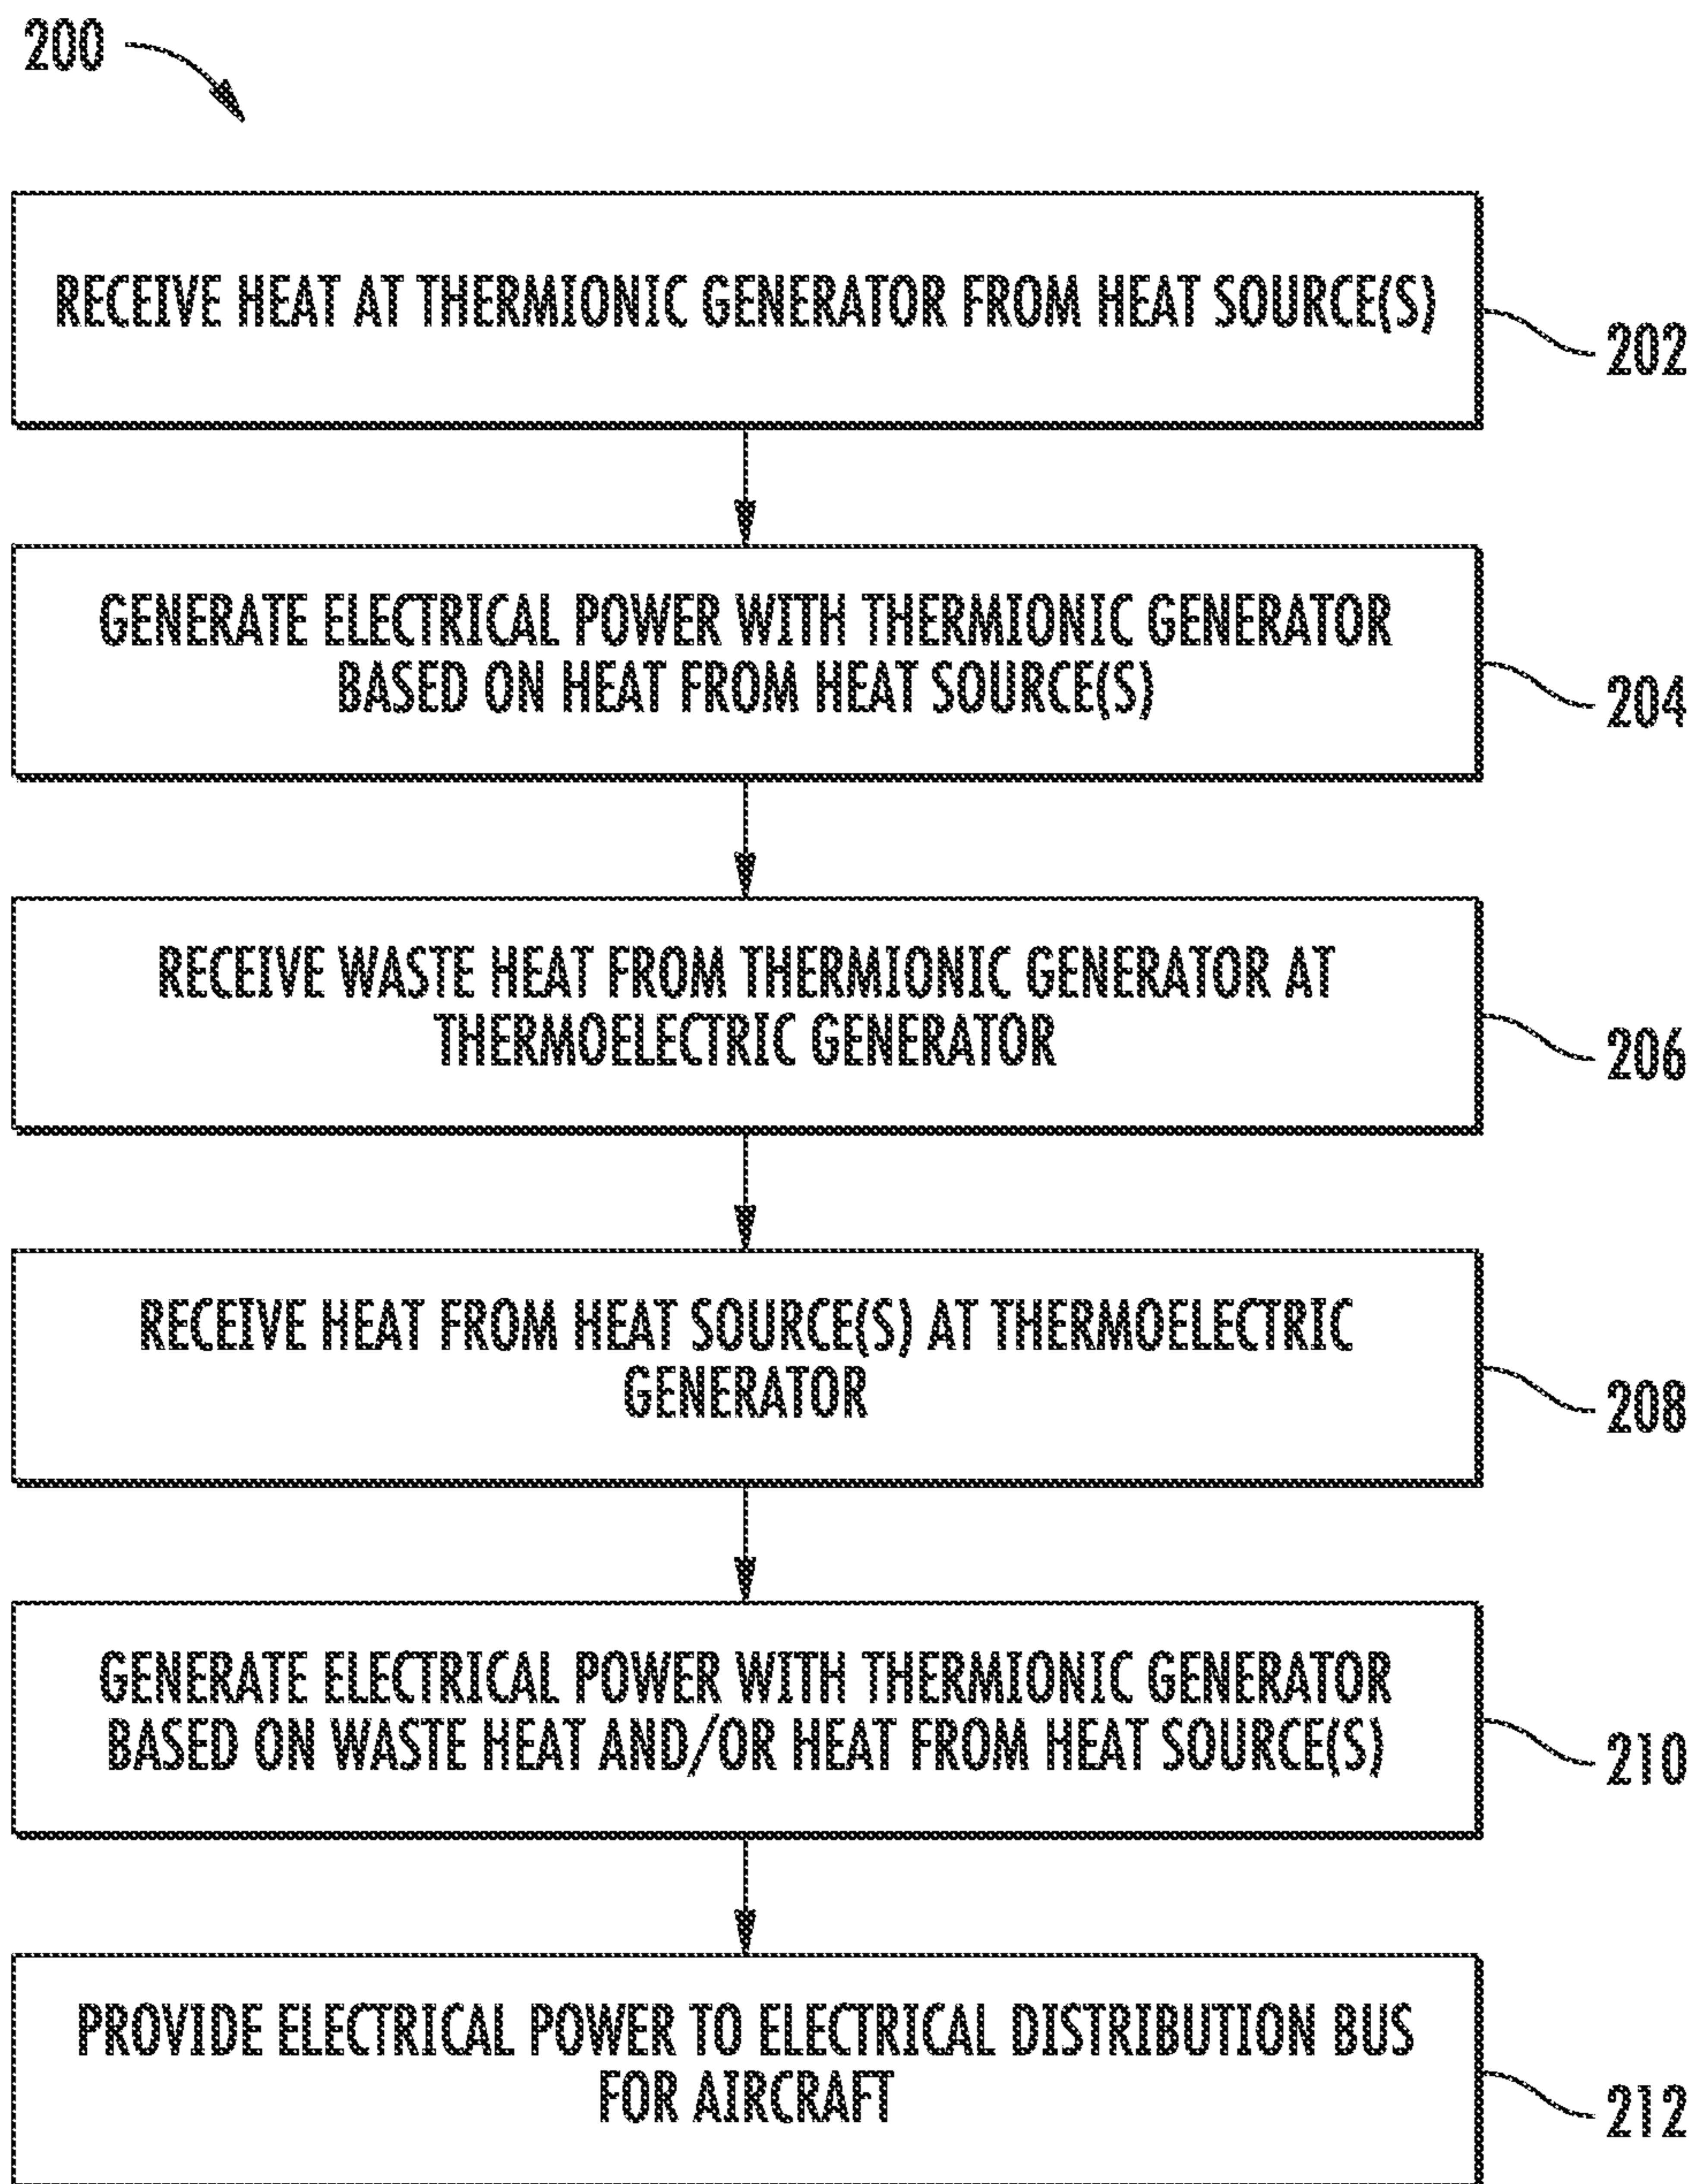 200
RECEIVE HEAT AT THERMIONIC GENERATOR FROM HEAT SOURCE(S)
202
GENERATE ELECTRICAL POWER WITH THERMIONIC GENERATOR
BASED ON HEAT FROM HEAT SOURCE(S)
204
RECEIVE WASTE HEAT FROM THERMIONIC GENERATOR AT
THERMOELECTRIC GENERATOR
206
RECEIVE HEAT FROM HEAT SOURCE(S) AT THERMOELECTRIC
GENERATOR
208
GENERATE ELECTRICAL POWER WITH THERMIONIC GENERATOR
BASED ON WASTE HEAT AND/OR HEAT FROM HEAT SOURCE(S)
210
PROVIDE ELECTRICAL POWER TO ELECTRICAL DISTRIBUTION BUS
FOR AIRCRAFT
212